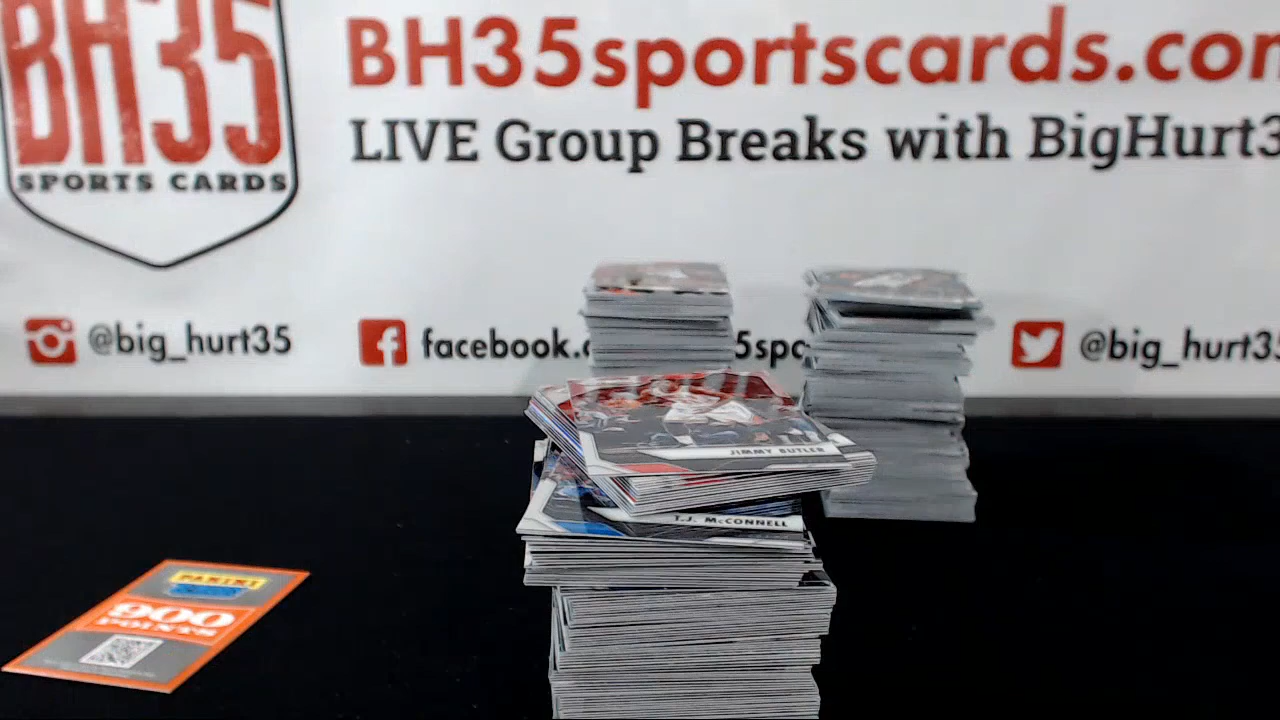 BH35
SPORTS CARDS
BH35sportscards.com
LIVE Group Breaks with BigHurt3
@big_hurt35
facebook.
5spo
@big_hurt35
JIMMY BUTLER
T.J. McCONNELL
PANINI
900
POINTS